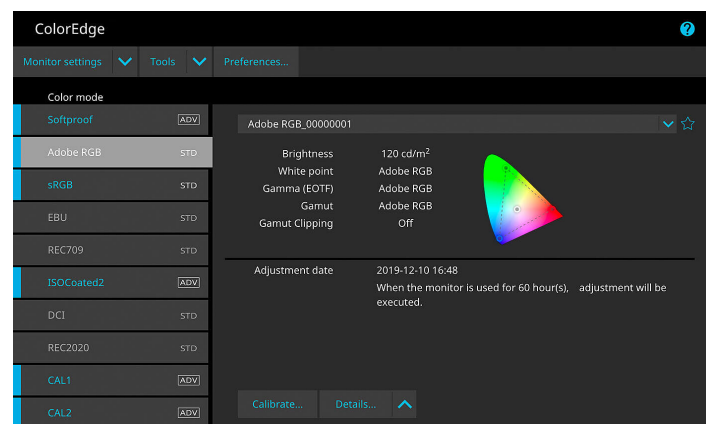 ColorEdge
?
Monitor settings Tools Preferences...
Color mode
Softproof ADV
Adobe RGB STD
sRGB STD
EBU STD
REC709 STD
ISOCoated2 ADV
DCI STD
REC2020 STD
CAL1 ADV
CAL2 ADV
Adobe RGB_00000001
Brightness 120 cd/m²
White point Adobe RGB
Gamma (EOTF) Adobe RGB
Gamut Adobe RGB
Gamut Clipping Off
Adjustment date 2019-12-10 16:48
When the monitor is used for 60 hour(s), adjustment will be
executed.
Calibrate... Details...